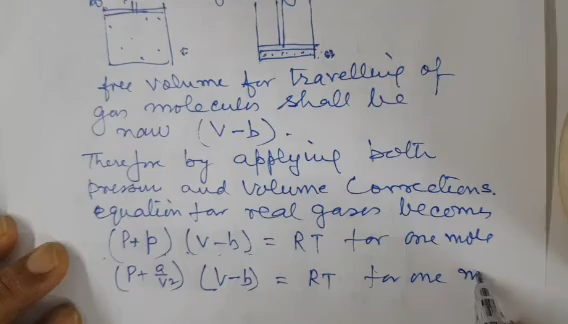 free volume for travelling of
gas molecules shall be
now (V-b).
Therefore by applying both
pressure and volume corrections.
equation for real gases becomes
(P+p) (V-b) = RT for one mole
(P+a/V2) (V-b) = RT for one m